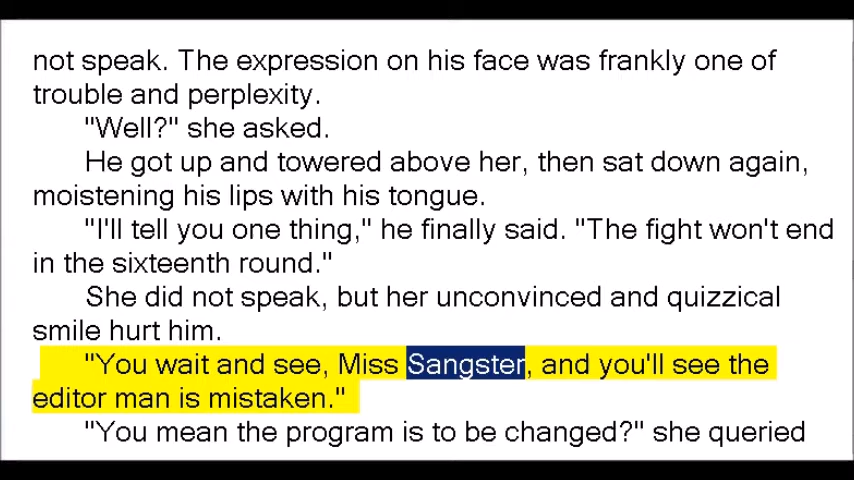 not speak. The expression on his face was frankly one of
trouble and perplexity.
"Well?" she asked.
He got up and towered above her, then sat down again,
moistening his lips with his tongue.
"I'll tell you one thing," he finally said. "The fight won't end
in the sixteenth round."
She did not speak, but her unconvinced and quizzical
smile hurt him.
"You wait and see, Miss Sangster, and you'll see the
editor man is mistaken."
"You mean the program is to be changed?" she queried